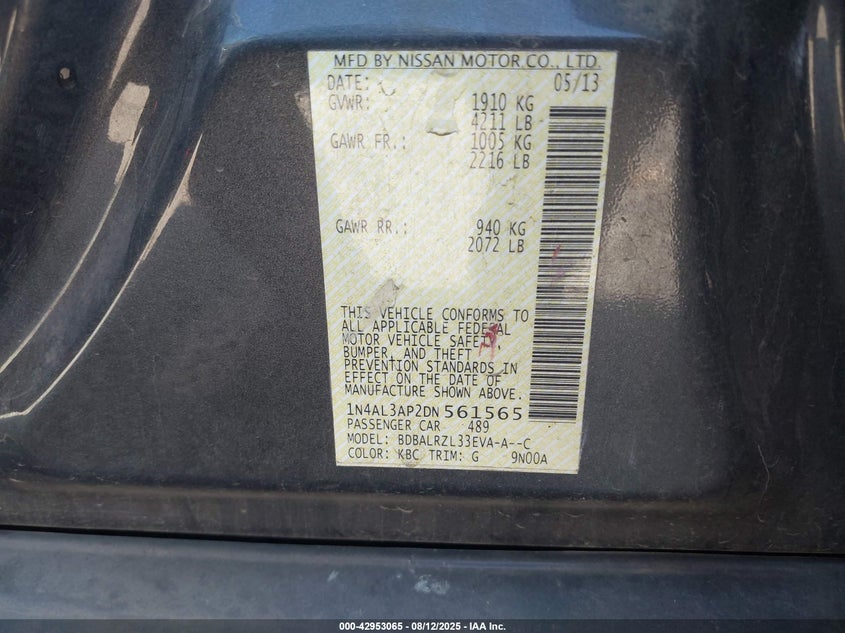 MFD BY NISSAN MOTOR CO., LTD.
DATE: 05/13
GVWR: 1910 KG
4211 LB
GAWR FR.: 1005 KG
2216 LB
GAWR RR.: 940 KG
2072 LB
THIS VEHICLE CONFORMS TO
ALL APPLICABLE FEDERAL
MOTOR VEHICLE SAFETY,
BUMPER, AND THEFT
PREVENTION STANDARDS IN
EFFECT ON THE DATE OF
MANUFACTURE SHOWN ABOVE.
1N4AL3AP2DN561565
PASSENGER CAR 489
MODEL: BDBALRZL33EVA-A--C
COLOR: KBC TRIM: G 9N00A
000-42953065 - 08/12/2025 - IAA Inc.